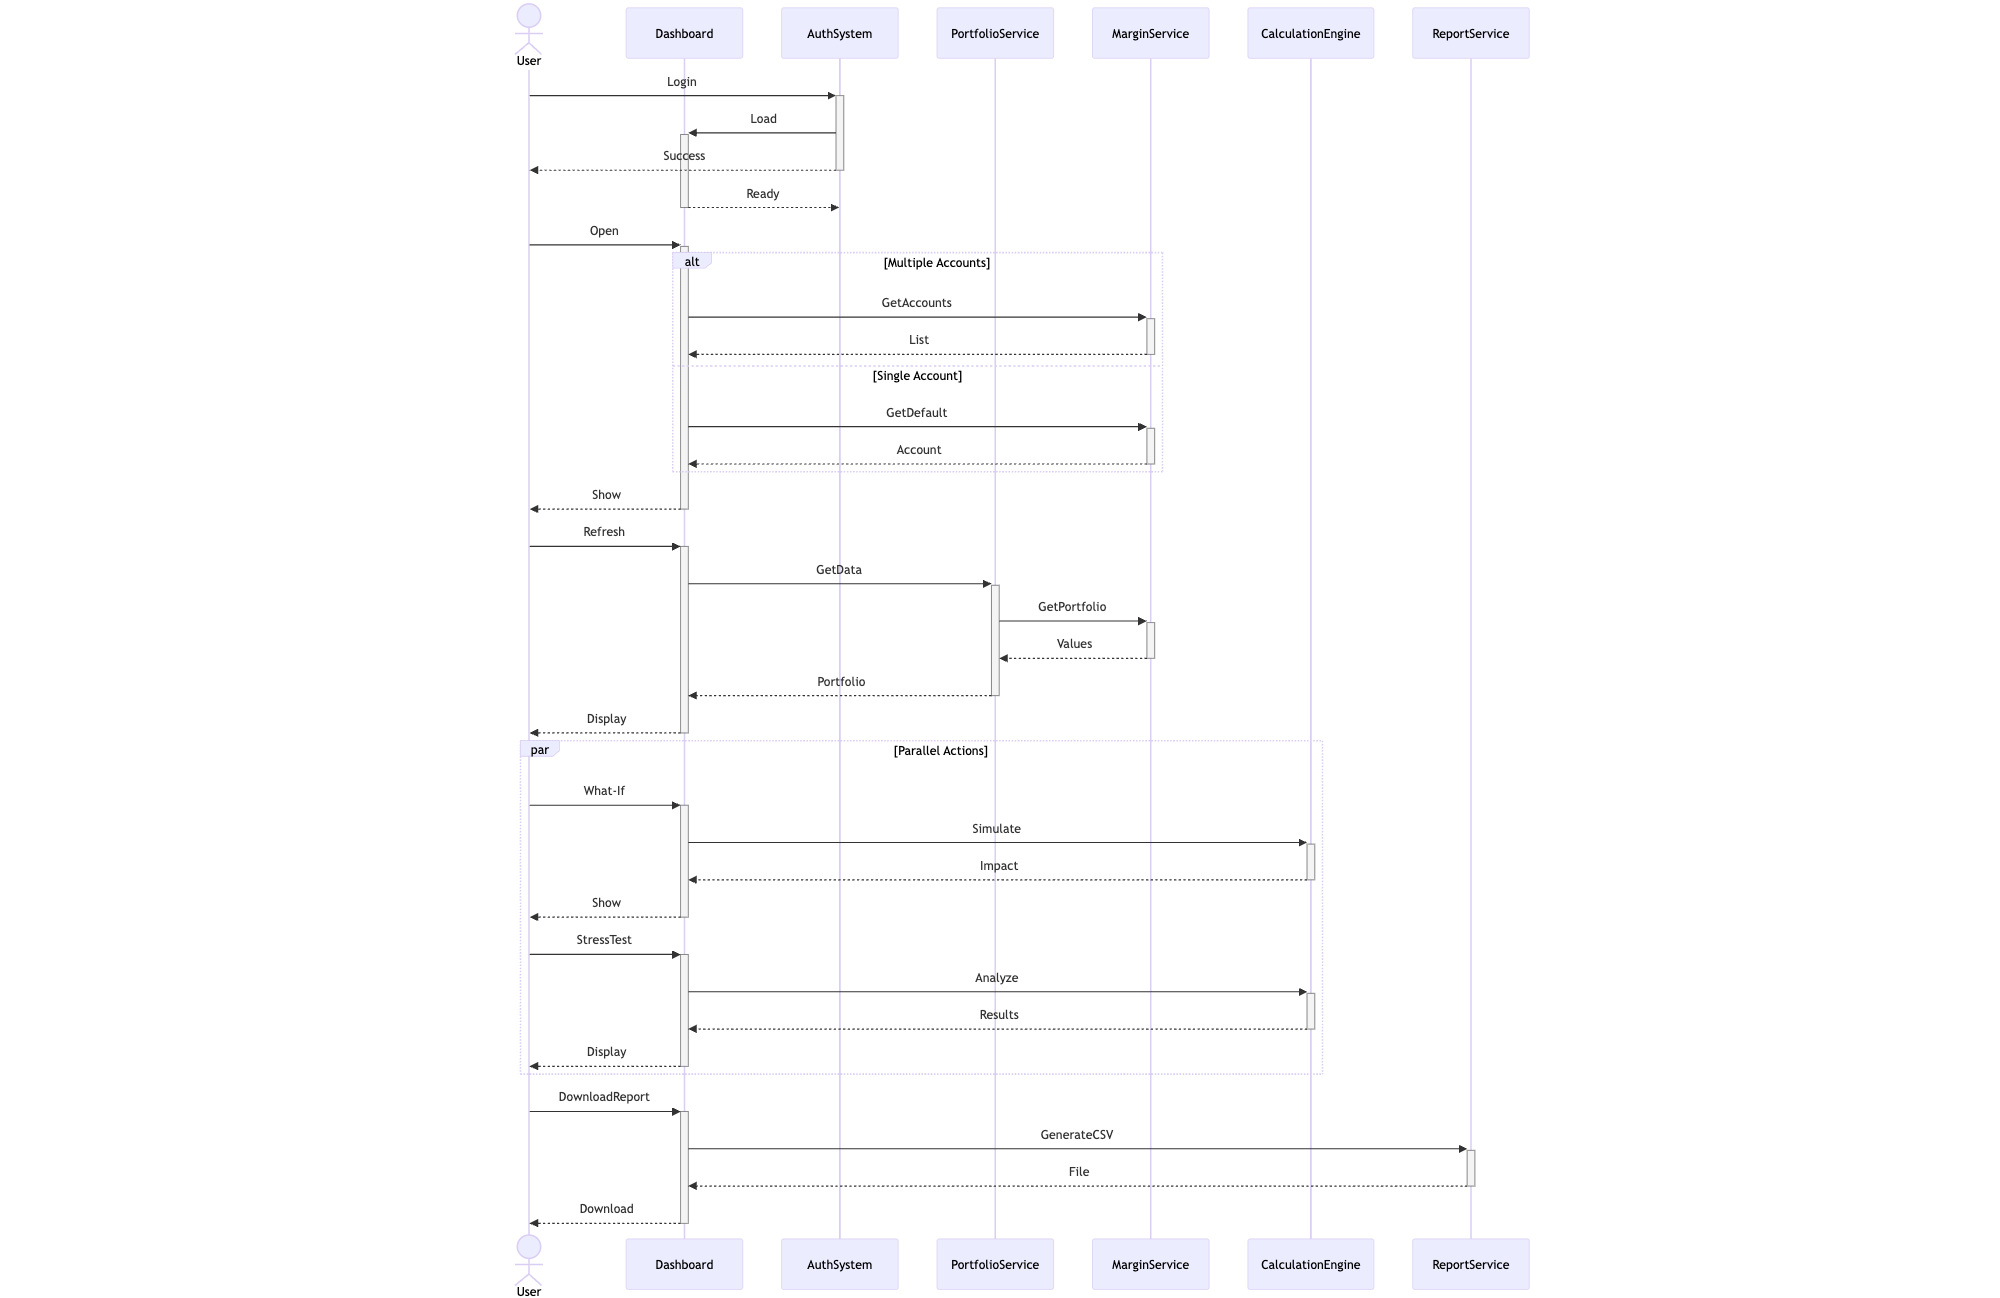 User
Dashboard
AuthSystem
PortfolioService
MarginService
CalculationEngine
ReportService
Login
Load
Success
Ready
Open
alt
[Multiple Accounts]
GetAccounts
List
[Single Account]
GetDefault
Account
Show
Refresh
GetData
GetPortfolio
Values
Portfolio
Display
par
[Parallel Actions]
What-If
Simulate
Impact
Show
StressTest
Analyze
Results
Display
DownloadReport
GenerateCSV
File
Download
User
Dashboard
AuthSystem
PortfolioService
MarginService
CalculationEngine
ReportService